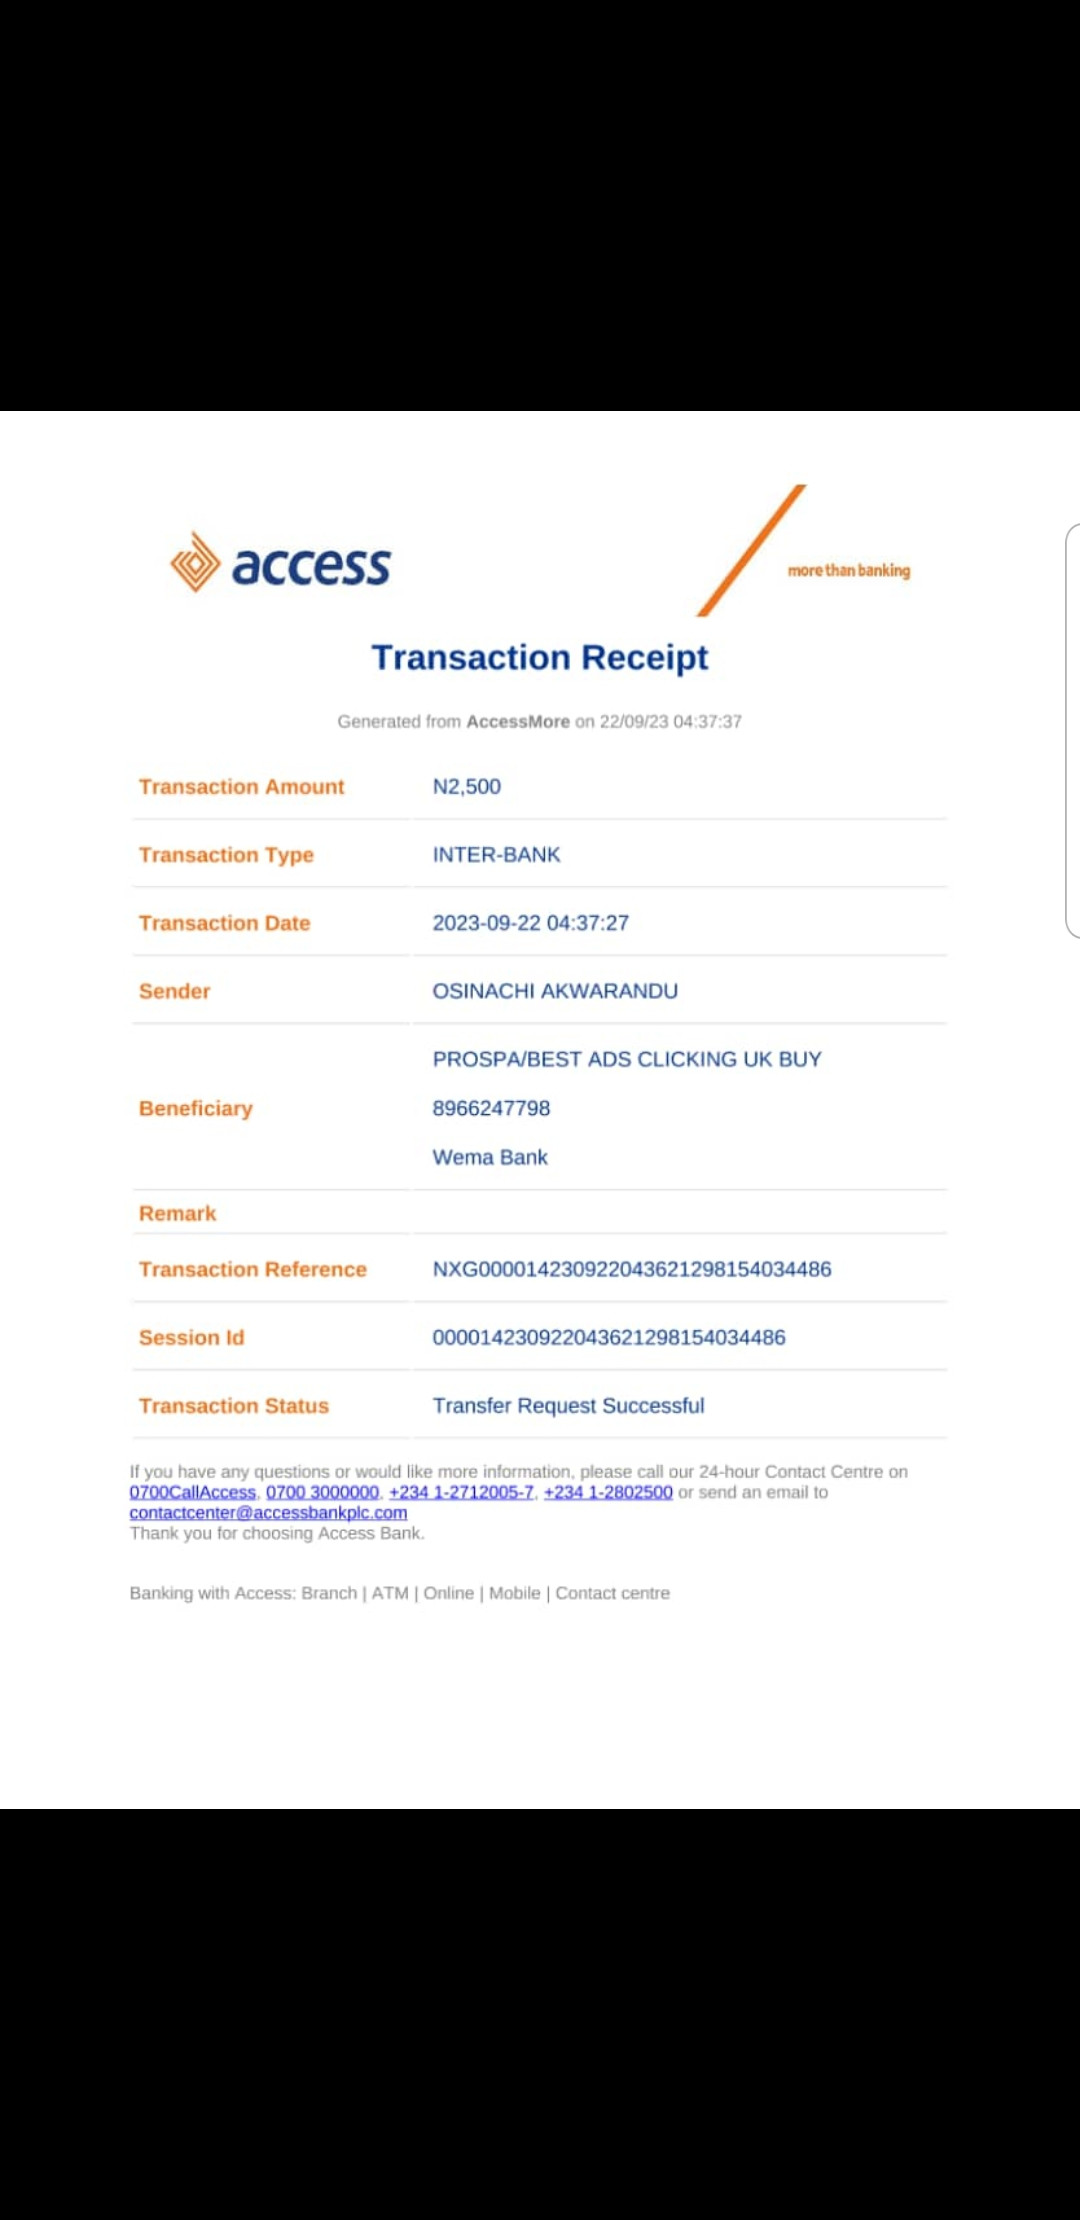 access
more than banking
Transaction Receipt
Generated from AccessMore on 22/09/23 04:37:37
Transaction Amount N2,500
Transaction Type INTER-BANK
Transaction Date 2023-09-22 04:37:27
Sender OSINACHI AKWARANDU
PROSPA/BEST ADS CLICKING UK BUY
Beneficiary 8966247798
Wema Bank
Remark
Transaction Reference NXG000014230922043621298154034486
Session Id 000014230922043621298154034486
Transaction Status Transfer Request Successful
If you have any questions or would like more information, please call our 24-hour Contact Centre on
0700CallAccess, 0700 3000000, +234 1-2712005-7, +234 1-2802500 or send an email to
contactcenter@accessbankplc.com
Thank you for choosing Access Bank.
Banking with Access: Branch | ATM | Online | Mobile | Contact centre